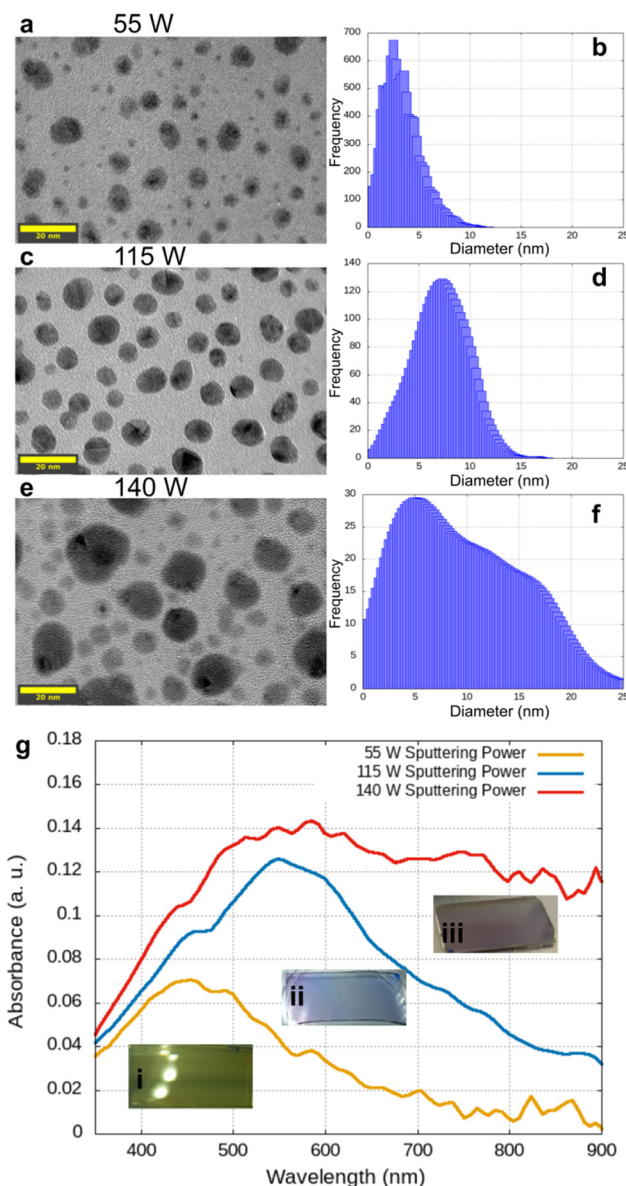 a 55 W
b
700
600
500
400
300
200
100
0
Frequency
0 5 10 15 20 25
Diameter (nm)
20 nm
c 115 W
d
140
120
100
80
60
40
20
0
Frequency
0 5 10 15 20 25
Diameter (nm)
20 nm
e 140 W
f
30
25
20
15
10
5
0
Frequency
0 5 10 15 20 25
Diameter (nm)
20 nm
g
0.18
0.16
0.14
0.12
0.1
0.08
0.06
0.04
0.02
0
Absorbance (a. u.)
55 W Sputtering Power
115 W Sputtering Power
140 W Sputtering Power
iii
ii
i
400 500 600 700 800 900
Wavelength (nm)